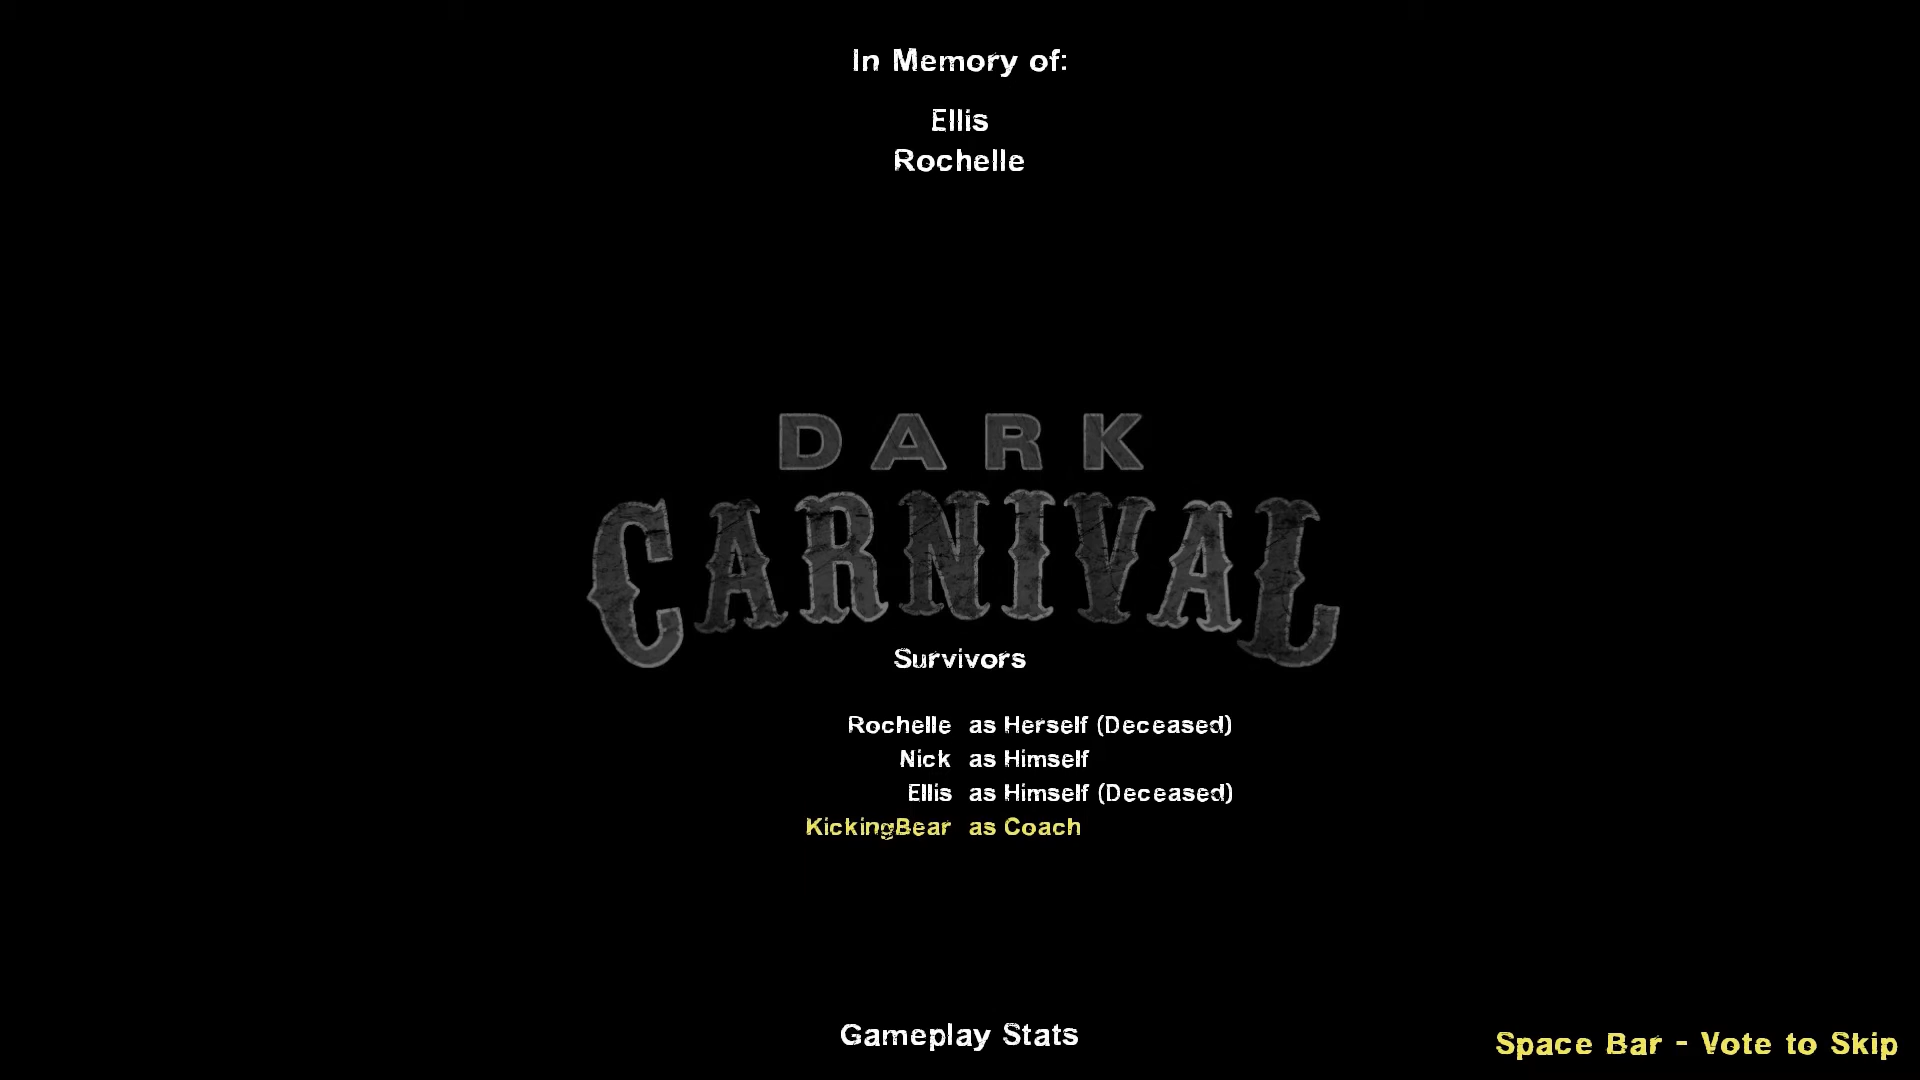 In Memory of:
Ellis
Rochelle
DARK
CARNIVAL
Survivors
Rochelle as Herself (Deceased)
Nick as Himself
Ellis as Himself (Deceased)
KickingBear as Coach
Gameplay Stats
Space Bar - Vote to Skip